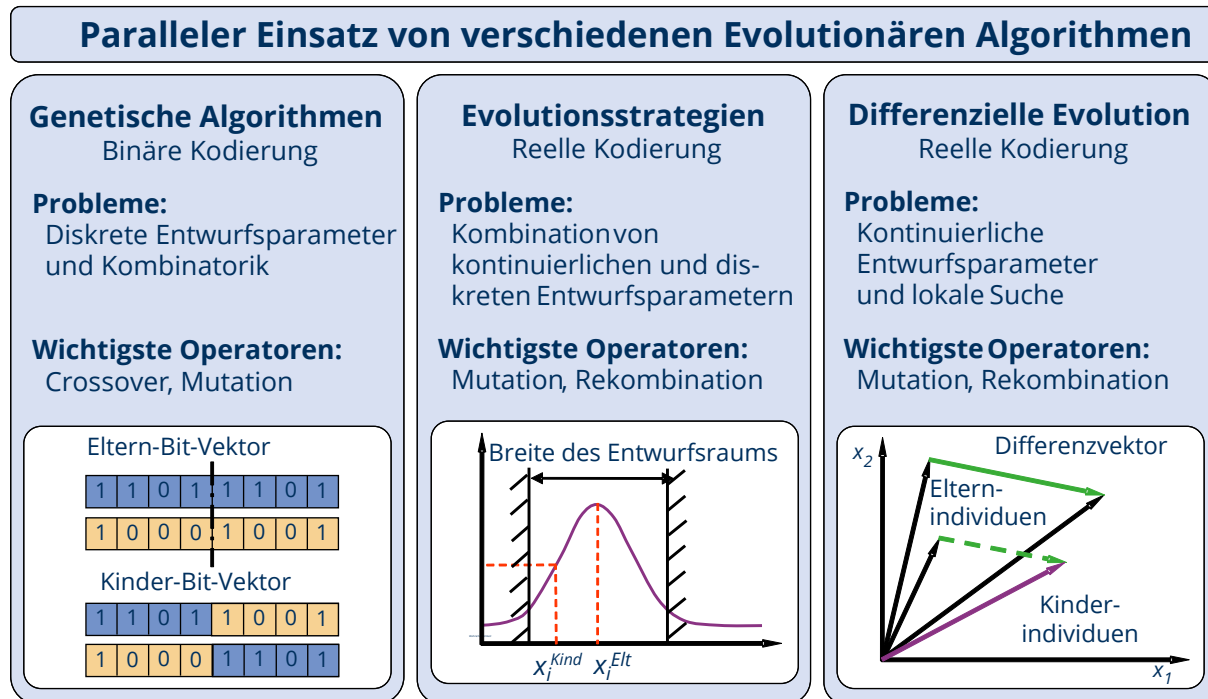 Paralleler Einsatz von verschiedenen Evolutionären Algorithmen
Genetische Algorithmen
Binäre Kodierung
Probleme:
Diskrete Entwurfsparameter
und Kombinatorik
Wichtigste Operatoren:
Crossover, Mutation
Eltern-Bit-Vektor
1 1 0 1 1 1 0 1
1 0 0 0 1 0 0 1
Kinder-Bit-Vektor
1 1 0 1 1 0 0 1
1 0 0 0 1 1 0 1
Evolutionsstrategien
Reelle Kodierung
Probleme:
Kombination von
kontinuierlichen und dis-
kreten Entwurfsparametern
Wichtigste Operatoren:
Mutation, Rekombination
Breite des Entwurfsraums
x_i^Kind x_i^Elt
Differenzielle Evolution
Reelle Kodierung
Probleme:
Kontinuierliche
Entwurfsparameter
und lokale Suche
Wichtigste Operatoren:
Mutation, Rekombination
x_2
Differenzvektor
Eltern-
individuen
Kinder-
individuen
x_1